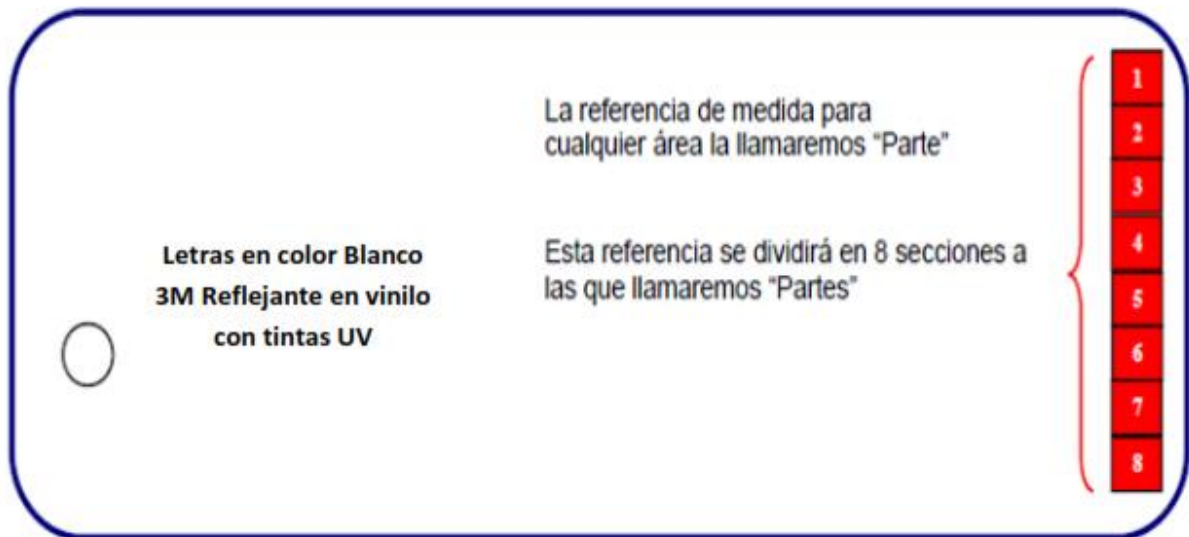 La referencia de medida para
cualquier área la llamaremos “Parte”
Esta referencia se dividirá en 8 secciones a
las que llamaremos “Partes”
Letras en color Blanco
3M Reflejante en vinilo
con tintas UV
1
2
3
4
5
6
7
8